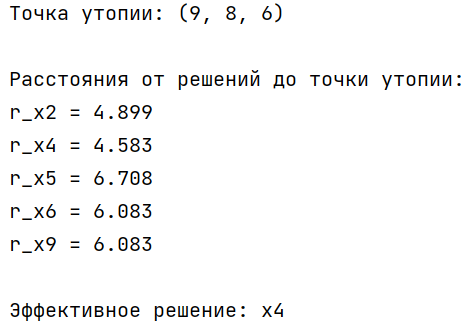 Точка утопии: (9, 8, 6)
Расстояния от решений до точки утопии:
r_x2 = 4.899
r_x4 = 4.583
r_x5 = 6.708
r_x6 = 6.083
r_x9 = 6.083
Эффективное решение: x4